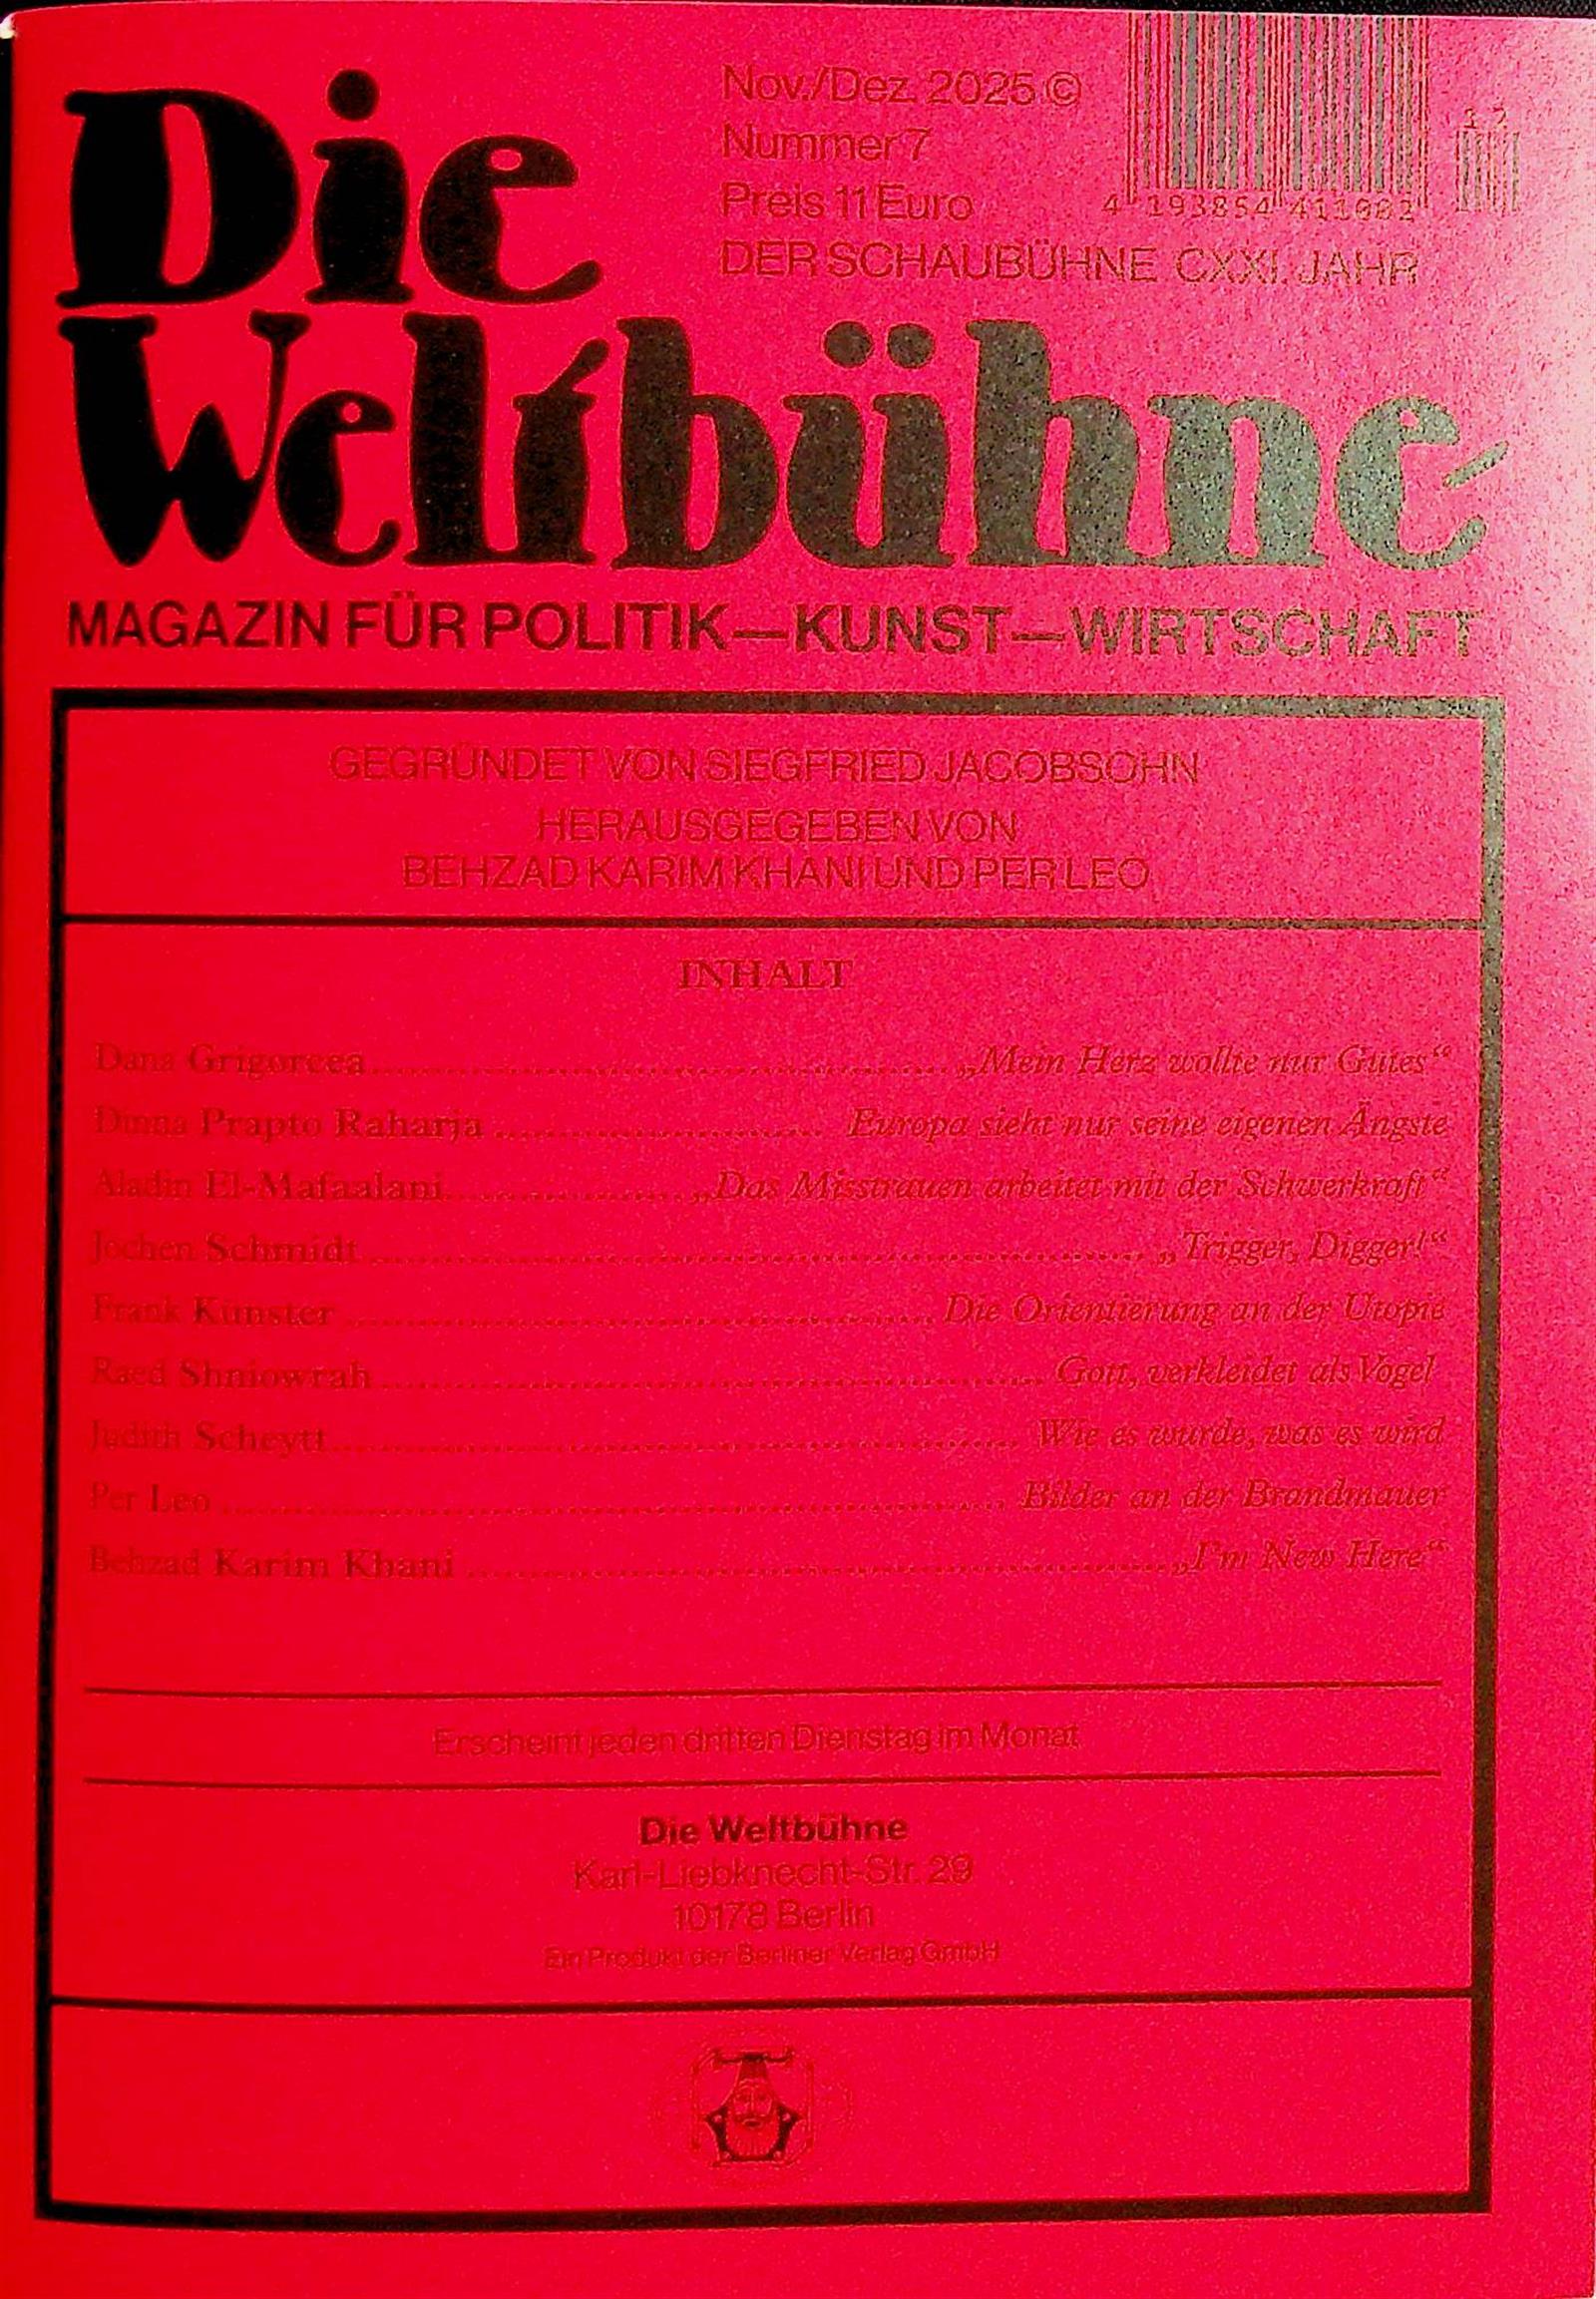 Die
Weltbühne
Nov./Dez. 2025 ©
Nummer 7
Preis 11 Euro
DER SCHAUBÜHNE CXXI. JAHR
4 193854 411002
12
MAGAZIN FÜR POLITIK—KUNST—WIRTSCHAFT
GEGRÜNDET VON SIEGFRIED JACOBSOHN
HERAUSGEGEBEN VON
BEHZAD KARIM KHANI UND PER LEO
INHALT
Dana Grigorcea „Mein Herz wollte nur Gutes“
Dinna Prapto Raharja Europa sieht nur seine eigenen Ängste
Aladin El-Mafaalani „Das Misstrauen arbeitet mit der Schwerkraft“
Jochen Schmidt „Trigger, Digger!“
Frank Künster Die Orientierung an der Utopie
Raed Shniowrah Gott, verkleidet als Vogel
Judith Scheytt Wie es wurde, was es wird
Per Leo Bilder an der Brandmauer
Behzad Karim Khani „I’m New Here“
Erscheint jeden dritten Dienstag im Monat
Die Weltbühne
Karl-Liebknecht-Str. 29
10178 Berlin
Ein Produkt der Berliner Verlag GmbH